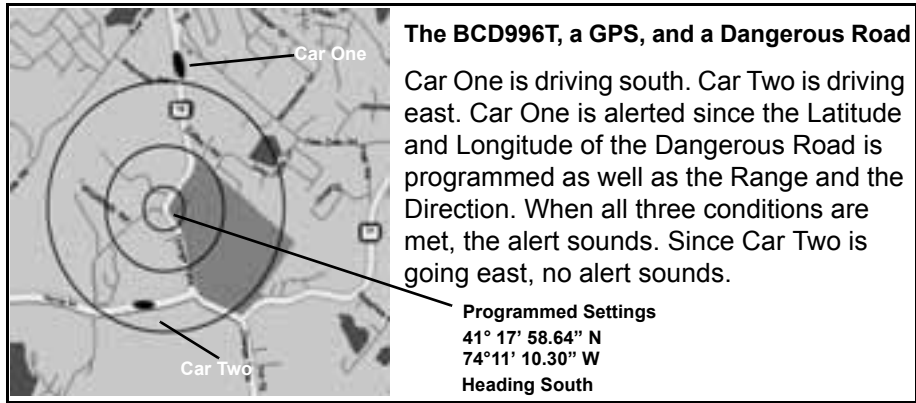 The BCD996T, a GPS, and a Dangerous Road
Car One is driving south. Car Two is driving
east. Car One is alerted since the Latitude
and Longitude of the Dangerous Road is
programmed as well as the Range and the
Direction. When all three conditions are
met, the alert sounds. Since Car Two is
going east, no alert sounds.
Programmed Settings
41° 17’ 58.64” N
74°11’ 10.30” W
Heading South
Car One
Car Two